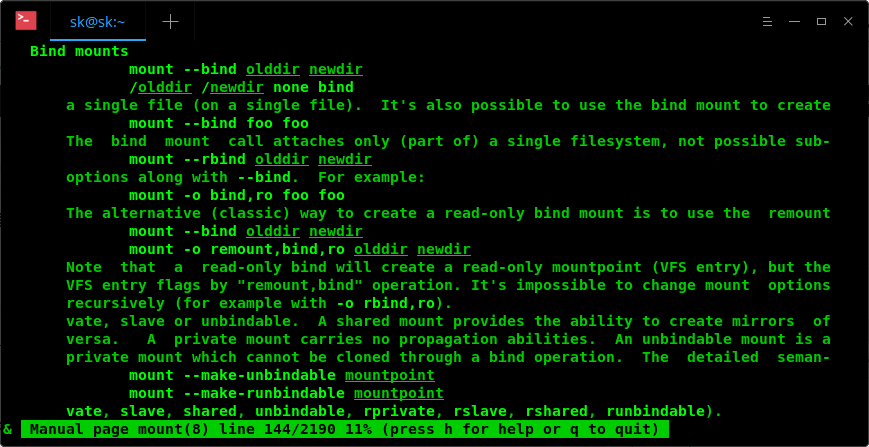 sk@sk:~
Bind mounts
mount --bind olddir newdir
/olddir /newdir none bind
a single file (on a single file).  It's also possible to use the bind mount to create
mount --bind foo foo
The  bind  mount  call attaches only (part of) a single filesystem, not possible sub-
mount --rbind olddir newdir
options along with --bind.  For example:
mount -o bind,ro foo foo
The alternative (classic) way to create a read-only bind mount is to use the  remount
mount --bind olddir newdir
mount -o remount,bind,ro olddir newdir
Note  that  a  read-only bind will create a read-only mountpoint (VFS entry), but the
VFS entry flags by "remount,bind" operation. It's impossible to change mount  options
recursively (for example with -o rbind,ro).
vate, slave or unbindable.  A shared mount provides the ability to create mirrors  of
versa.   A  private mount carries no propagation abilities.  An unbindable mount is a
private mount which cannot be cloned through a bind operation.  The  detailed  seman-
mount --make-unbindable mountpoint
mount --make-runbindable mountpoint
vate, slave, shared, unbindable, rprivate, rslave, rshared, runbindable).
& Manual page mount(8) line 144/2190 11% (press h for help or q to quit)